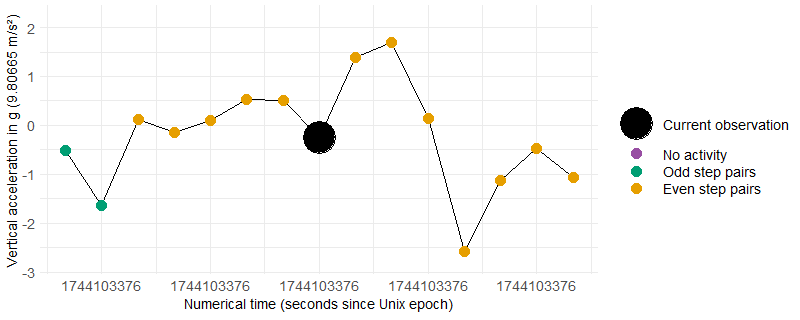 Vertical acceleration in g (9.80665 m/s²)
2
1
0
-1
-2
-3
1744103376 1744103376 1744103376 1744103376 1744103376
Numerical time (seconds since Unix epoch)
Current observation
No activity
Odd step pairs
Even step pairs